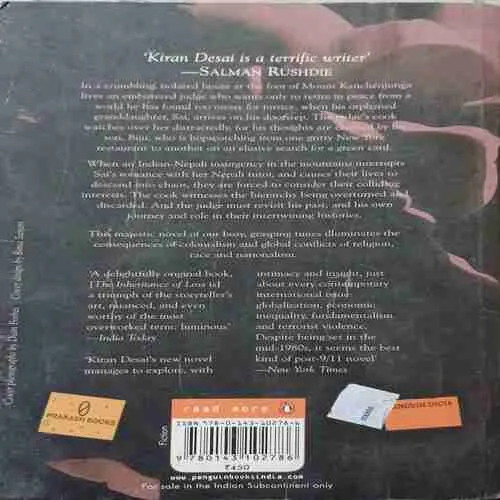 'Kiran Desai is a terrific writer'
—SALMAN RUSHDIE
In a crumbling, isolated house at the foot of Mount Kanchenjunga
lives an embittered judge who wants only to retire in peace from a
world he has found too messy for justice, when his orphaned
granddaughter, Sai, arrives on his doorstep. The judge's cook
watches over her distractedly, for his thoughts are claimed by his
son, Biju, who is hopscotching from one gritty New York
restaurant to another on an elusive search for a green card.
When an Indian-Nepali insurgency in the mountains interrupts
Sai's romance with her Nepali tutor, and causes their lives to
descend into chaos, they are forced to consider their colliding
interests. The cook witnesses the hierarchy being overturned and
discarded. And the judge must revisit his past, and his own
journey and role in their intertwining histories.
This majestic novel of our busy, grasping times illuminates the
consequences of colonialism and global conflicts of religion,
race and nationalism.
'A delightfully original book,
[The Inheritance of Loss is]
a triumph of the storyteller's
art, nuanced, and even
worthy of the most
overworked term: luminous'
—India Today
'Kiran Desai's new novel
manages to explore, with
intimacy and insight, just
about every contemporary
international issue:
globalization, economic
inequality, fundamentalism
and terrorist violence.
Despite being set in the
mid-1980s, it seems the best
kind of post-9/11 novel'
—New York Times
Cover photographs by Dinesh Khanna Cover design by
PRAKASH BOOKS
read more
Fiction
ISBN 978-0-143-10278-6
9 780143 102786
₹450
www.penguinbooksindia.com
For sale in the Indian Subcontinent only